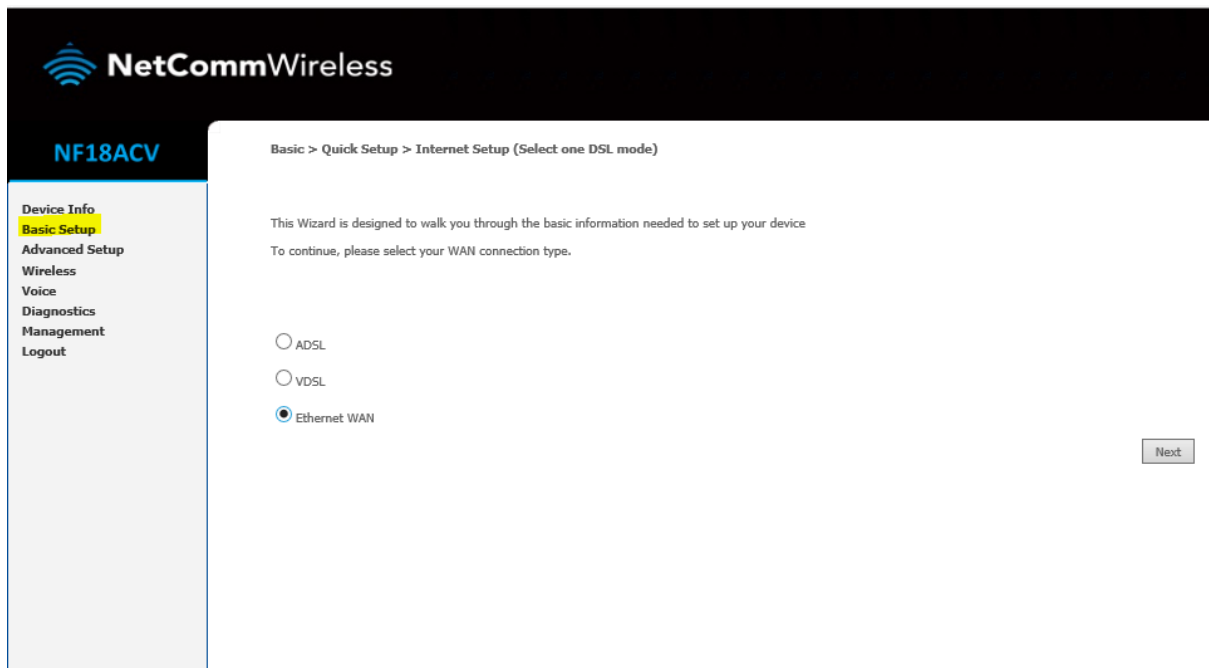 NetCommWireless
NF18ACV
Basic > Quick Setup > Internet Setup (Select one DSL mode)
Device Info
Basic Setup
Advanced Setup
Wireless
Voice
Diagnostics
Management
Logout
This Wizard is designed to walk you through the basic information needed to set up your device
To continue, please select your WAN connection type.
ADSL
VDSL
Ethernet WAN
Next